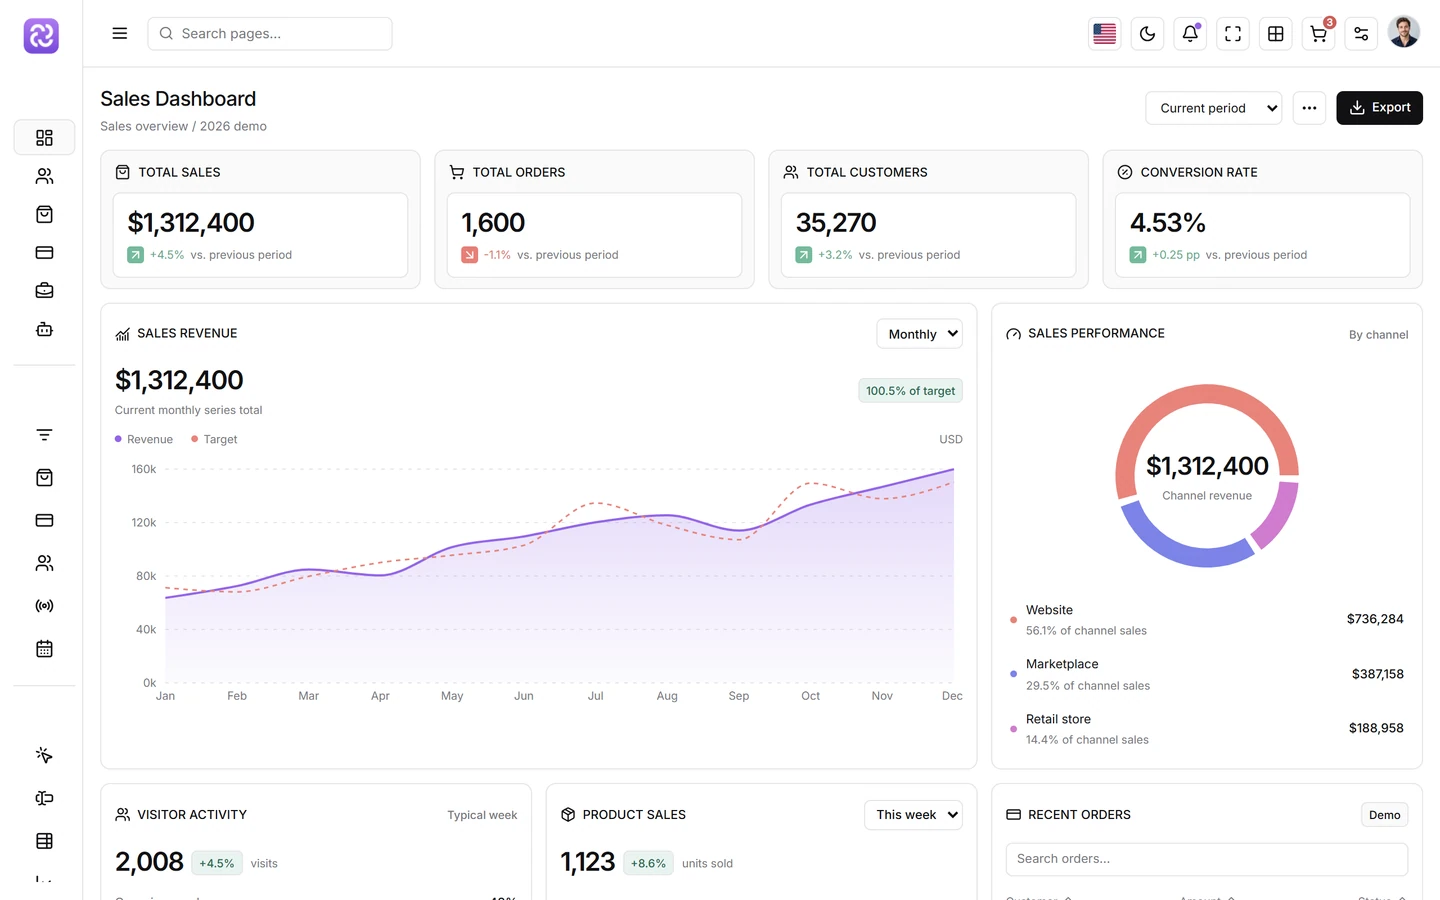 Search pages...
3
Sales Dashboard
Sales overview / 2026 demo
Current period
Export
TOTAL SALES
$1,312,400
+4.5% vs. previous period
TOTAL ORDERS
1,600
-1.1% vs. previous period
TOTAL CUSTOMERS
35,270
+3.2% vs. previous period
CONVERSION RATE
4.53%
+0.25 pp vs. previous period
SALES REVENUE
Monthly
$1,312,400
Current monthly series total
100.5% of target
Revenue
Target
USD
160k
120k
80k
40k
0k
Jan Feb Mar Apr May Jun Jul Aug Sep Oct Nov Dec
SALES PERFORMANCE
By channel
$1,312,400
Channel revenue
Website
56.1% of channel sales
$736,284
Marketplace
29.5% of channel sales
$387,158
Retail store
14.4% of channel sales
$188,958
VISITOR ACTIVITY
Typical week
2,008 +4.5% visits
PRODUCT SALES
This week
1,123 +8.6% units sold
RECENT ORDERS
Demo
Search orders...
Customer Amount Status